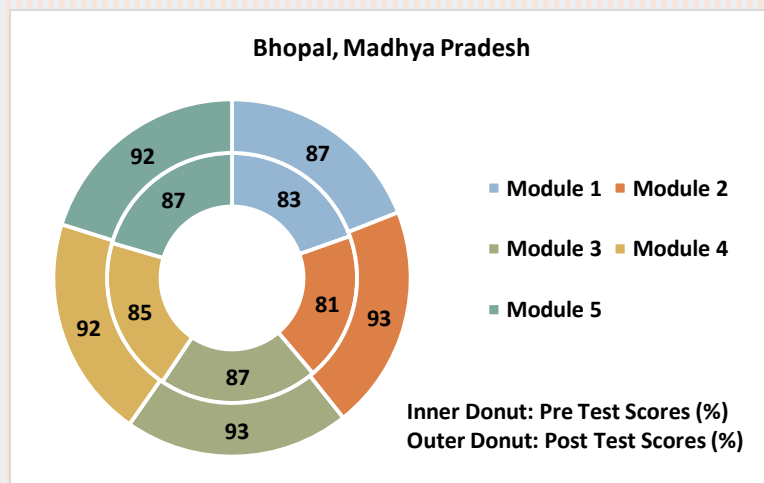 Bhopal, Madhya Pradesh
92
87
87
83
Module 1
Module 2
Module 3
Module 4
Module 5
85
81
92
93
87
93
Inner Donut: Pre Test Scores (%)
Outer Donut: Post Test Scores (%)